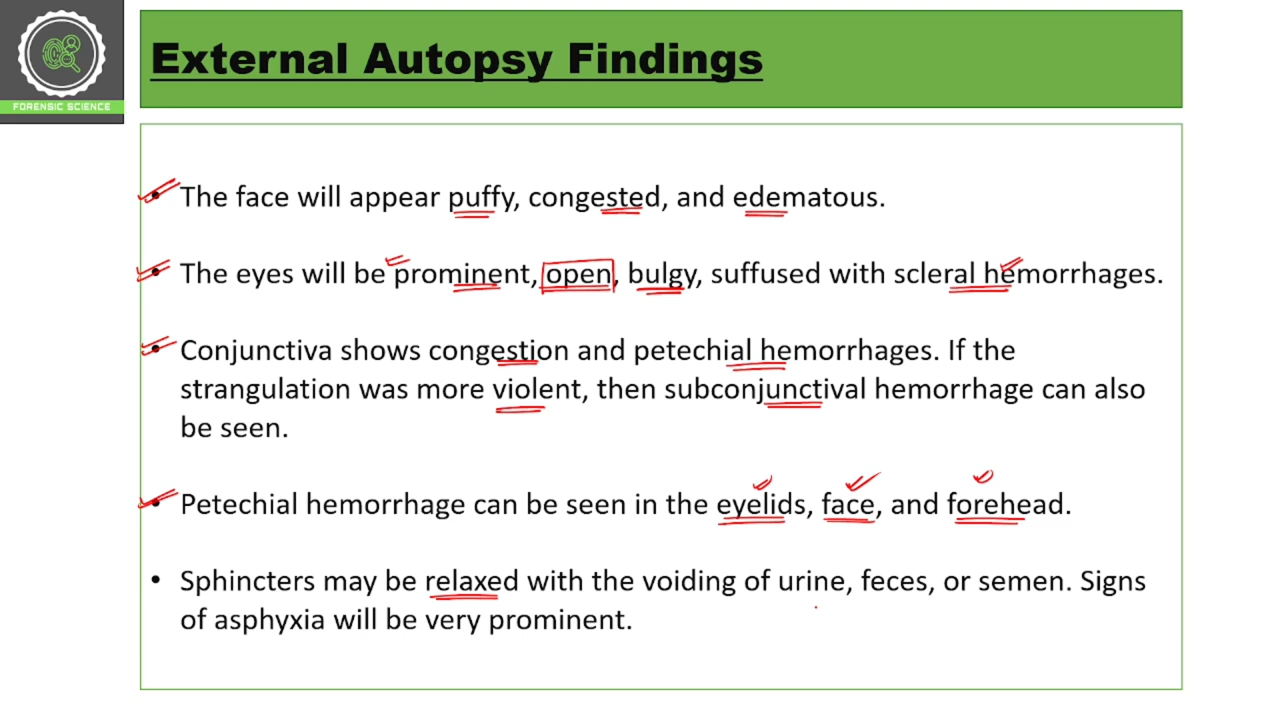 FORENSIC SCIENCE
External Autopsy Findings
• The face will appear puffy, congested, and edematous.
• The eyes will be prominent, open, bulgy, suffused with scleral hemorrhages.
• Conjunctiva shows congestion and petechial hemorrhages. If the
strangulation was more violent, then subconjunctival hemorrhage can also
be seen.
• Petechial hemorrhage can be seen in the eyelids, face, and forehead.
• Sphincters may be relaxed with the voiding of urine, feces, or semen. Signs
of asphyxia will be very prominent.